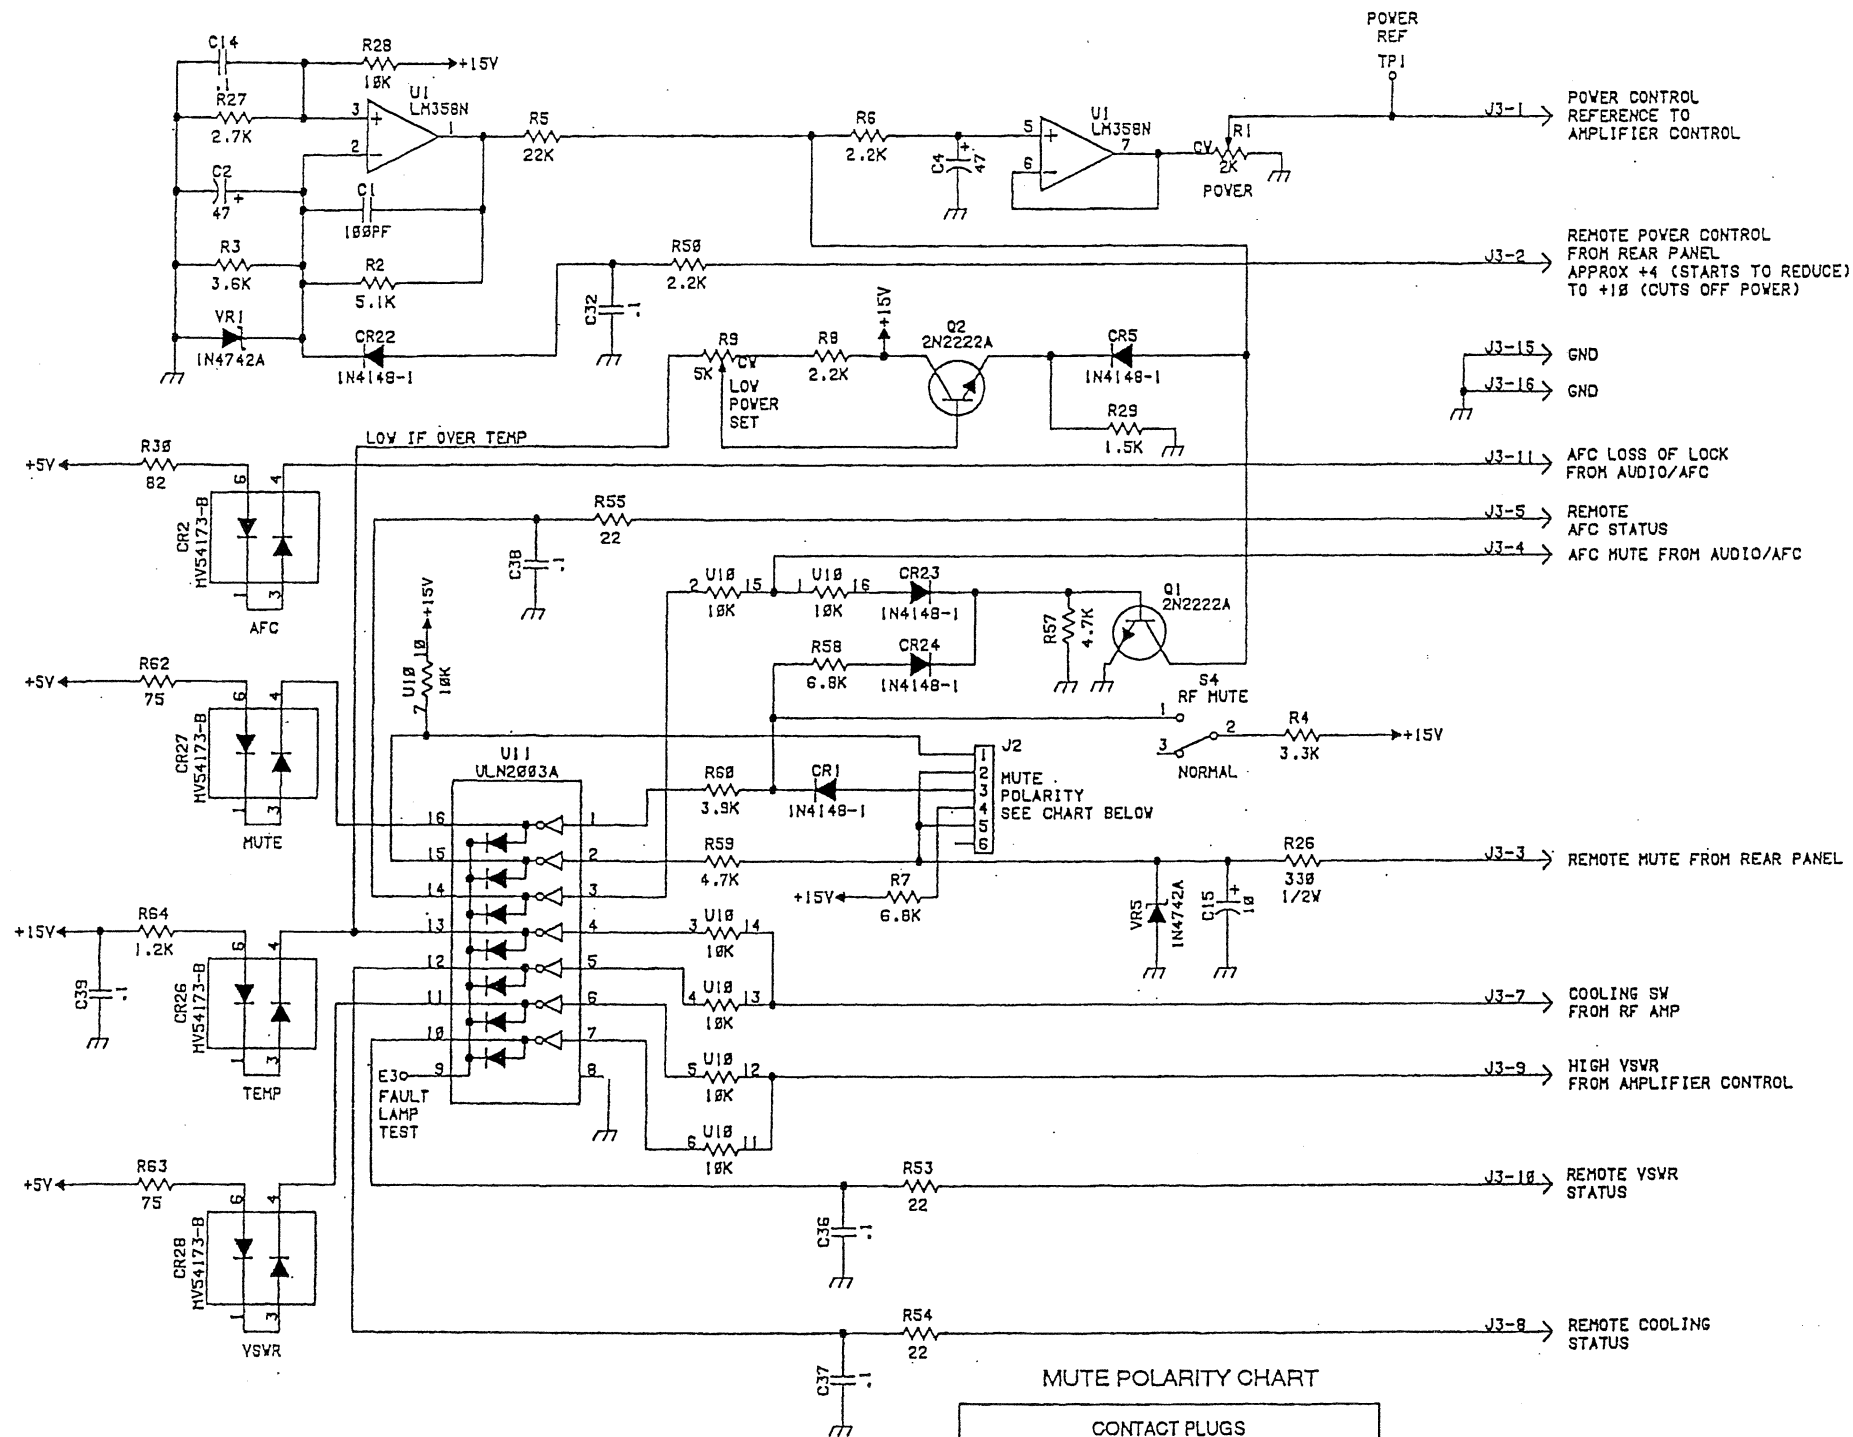 POWER
REF
TP1
C14
.1
R28
10K
+15V
R27
2.7K
U1
LM358N
3
2
1
R5
22K
R6
2.2K
C4
47
U1
LM358N
5
6
7
R1
CW
2K
POWER
J3-1
POWER CONTROL
REFERENCE TO
AMPLIFIER CONTROL
C2
47
C1
100PF
R3
3.6K
R2
5.1K
VR1
1N4742A
CR22
1N4148-1
R50
2.2K
C32
.1
J3-2
REMOTE POWER CONTROL
FROM REAR PANEL
APPROX +4 (STARTS TO REDUCE)
TO +10 (CUTS OFF POWER)
R9
5K
CW
LOW
POWER
SET
R8
2.2K
+15V
Q2
2N2222A
CR5
1N4148-1
R29
1.5K
J3-15
GND
J3-16
GND
LOW IF OVER TEMP
+5V
R30
82
6
4
CR2
MV54173-B
1
3
AFC
J3-11
AFC LOSS OF LOCK
FROM AUDIO/AFC
R55
22
C38
.1
J3-5
REMOTE
AFC STATUS
J3-4
AFC MUTE FROM AUDIO/AFC
2
U10
15
10K
1
U10
16
10K
CR23
1N4148-1
R57
4.7K
Q1
2N2222A
R58
6.8K
CR24
1N4148-1
+15V
10
U10
10K
7
+5V
R62
75
6
4
CR27
MV54173-B
1
3
MUTE
S4
RF MUTE
1
2
3
NORMAL
R4
3.3K
+15V
U11
ULN2003A
R60
3.9K
CR1
1N4148-1
J2
1
2
3
4
5
6
MUTE
POLARITY
SEE CHART BELOW
16
1
15
2
14
3
13
4
12
5
11
6
10
7
9
8
R59
4.7K
+15V
R7
6.8K
VR5
1N4742A
C15
10
R26
330
1/2W
J3-3
REMOTE MUTE FROM REAR PANEL
+15V
R64
1.2K
C39
.1
6
4
CR26
MV54173-B
1
3
TEMP
3
U10
14
10K
4
U10
13
10K
J3-7
COOLING SW
FROM RF AMP
E3
FAULT
LAMP
TEST
5
U10
12
10K
6
U10
11
10K
J3-9
HIGH VSWR
FROM AMPLIFIER CONTROL
+5V
R63
75
6
4
CR28
MV54173-B
1
3
VSWR
R53
22
C36
.1
J3-10
REMOTE VSWR
STATUS
R54
22
C37
.1
J3-8
REMOTE COOLING
STATUS
MUTE POLARITY CHART
CONTACT PLUGS